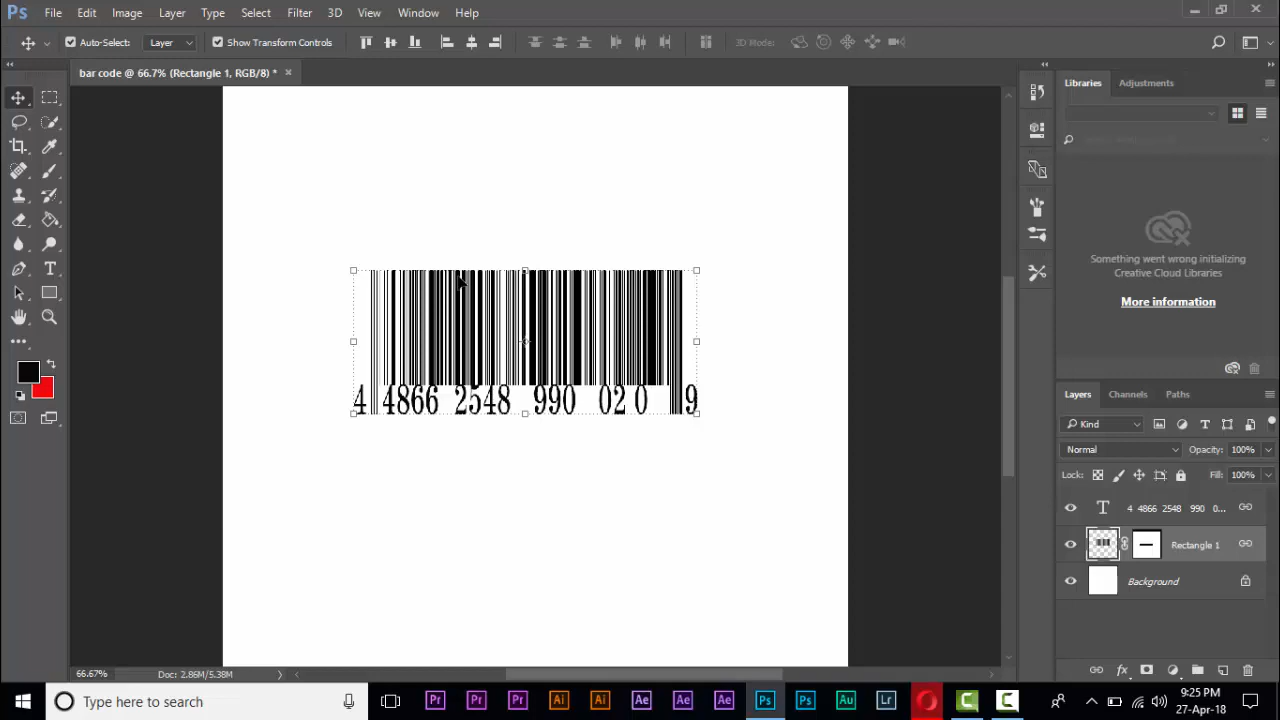 Ps File Edit Image Layer Type Select Filter 3D View Window Help
Auto-Select: Layer Show Transform Controls 3D Mode:
bar code @ 66.7% (Rectangle 1, RGB/8) * ×
Libraries Adjustments
Something went wrong initializing
Creative Cloud Libraries
More information
4 4866 2548 990 02 0 9
Layers Channels Paths
Kind
Normal Opacity: 100%
Lock: Fill: 100%
T 4 4866 2548 990 0...
Rectangle 1
Background
66.67% Doc: 2.86M/5.38M
Type here to search
Pr Pr Pr Ai Ai Ae Ae Ae Ps Ps Au Lr
9:25 PM
27-Apr-18